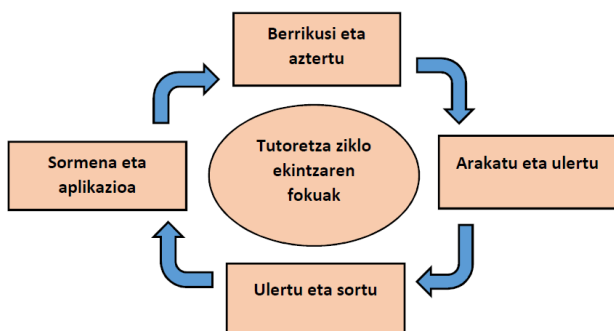 Berrikusi eta
aztertu
Arakatu eta ulertu
Tutoretza ziklo
ekintzaren
fokuak
Sormena eta
aplikazioa
Ulertu eta sortu